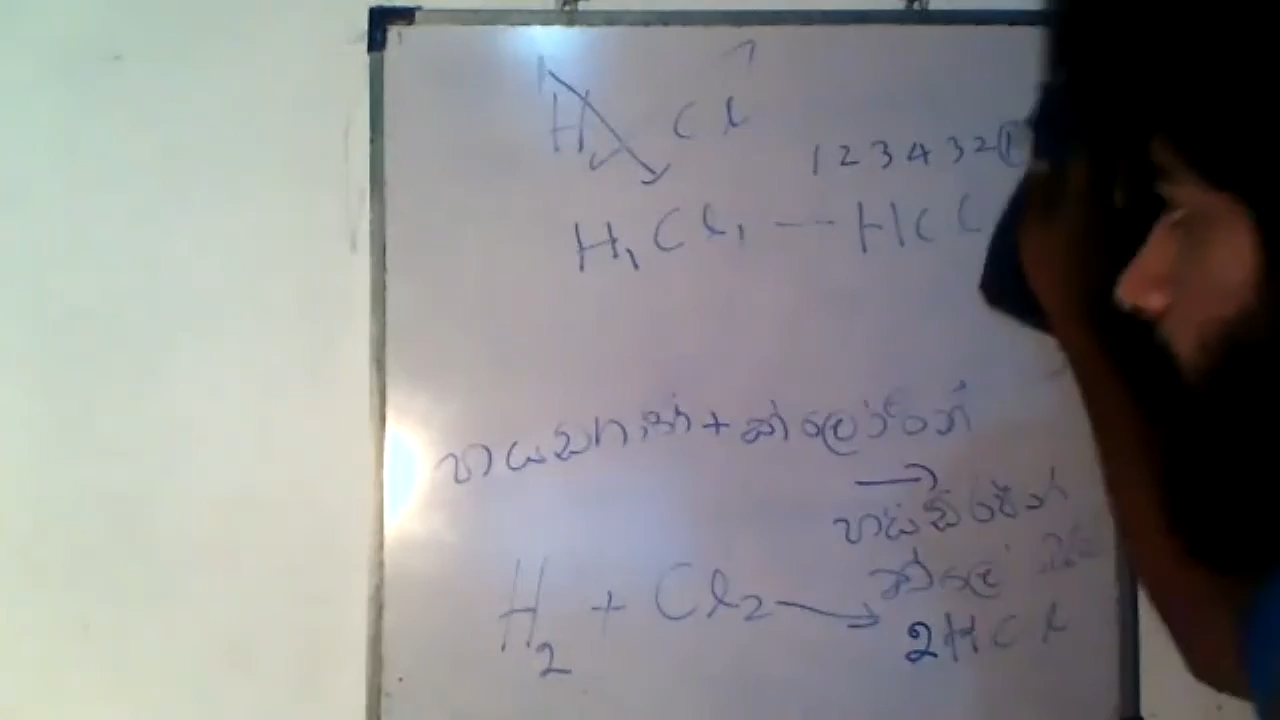 H Cl
1 2 3 4 3 2 1
H₁ Cl₁ — HCl
හයිඩ්‍රජන් + ක්ලෝරීන්
→
හයිඩ්‍රජන්
H₂ + Cl₂ → 2HCl